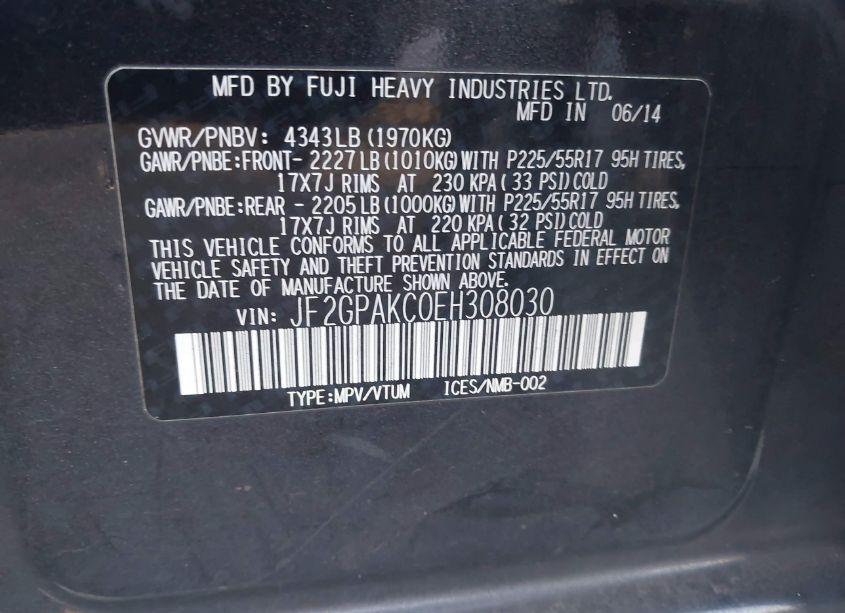 MFD BY FUJI HEAVY INDUSTRIES LTD.
MFD IN 06/14
GVWR/PNBV: 4343LB(1970KG)
GAWR/PNBE:FRONT- 2227LB(1010KG)WITH P225/55R17 95H TIRES,
17X7J RIMS AT 230 KPA( 33 PSI)COLD
GAWR/PNBE:REAR - 2205LB(1000KG)WITH P225/55R17 95H TIRES,
17X7J RIMS AT 220 KPA( 32 PSI)COLD
THIS VEHICLE CONFORMS TO ALL APPLICABLE FEDERAL MOTOR
VEHICLE SAFETY AND THEFT PREVENTION STANDARDS IN EFFECT ON
THE DATE OF MANUFACTURE SHOWN ABOVE.
VIN: JF2GPAKC0EH308030
TYPE:MPV/VTUM ICES/NMB-002